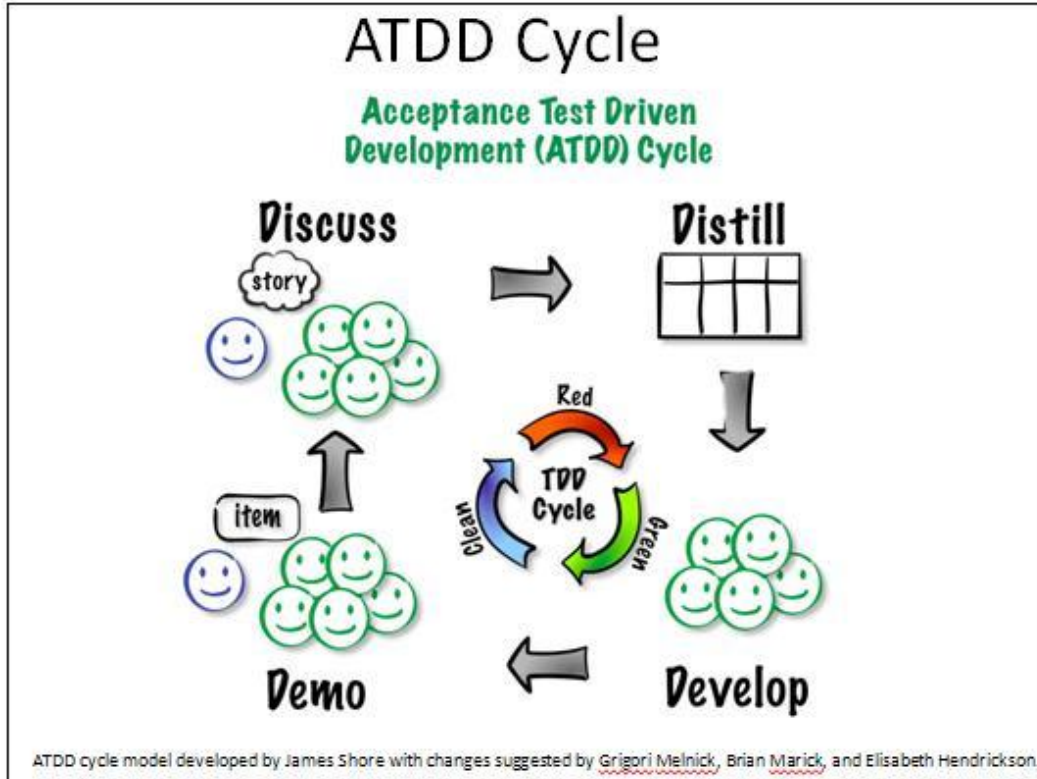 ATDD Cycle
Acceptance Test Driven
Development (ATDD) Cycle
Discuss
Distill
story
Red
TDD
Cycle
Clean
Green
item
Demo
Develop
ATDD cycle model developed by James Shore with changes suggested by Grigori Melnick, Brian Marick, and Elisabeth Hendrickson